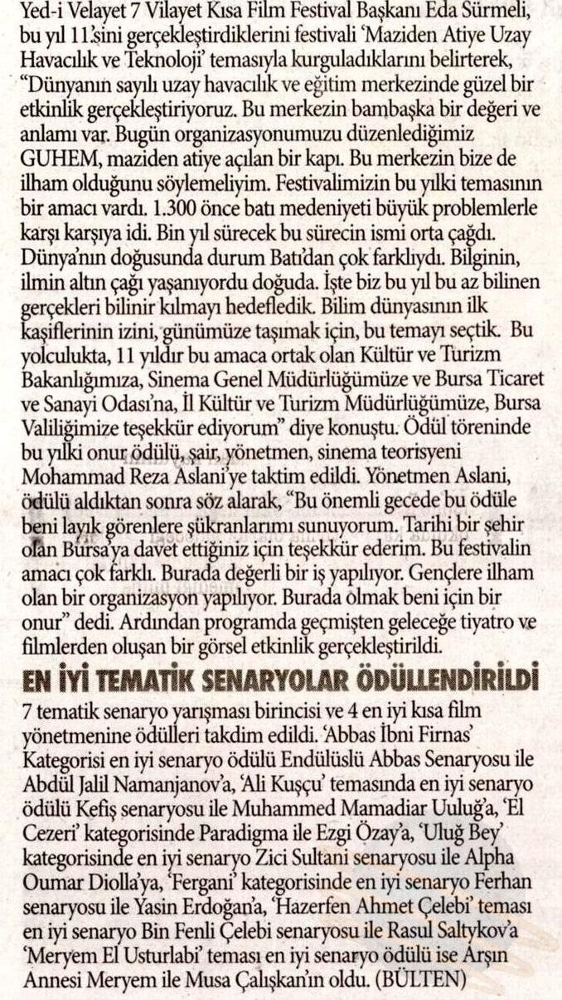 Yed-i Velayet 7 Vilayet Kısa Film Festival Başkanı Eda Sürmeli,
bu yıl 11'sini gerçekleştirdiklerini festivali ‘Maziden Atiye Uzay
Havacılık ve Teknoloji’ temasıyla kurguladıklarını belirterek,
“Dünyanın sayılı uzay havacılık ve eğitim merkezinde güzel bir
etkinlik gerçekleştiriyoruz. Bu merkezin bambaşka bir değeri ve
anlamı var. Bugün organizasyonumuzu düzenlediğimiz
GUHEM, maziden atiye açılan bir kapı. Bu merkezin bize de
ilham olduğunu söylemeliyim. Festivalimizin bu yılki temasının
bir amacı vardı. 1.300 önce batı medeniyeti büyük problemlerle
karşı karşıya idi. Bin yıl sürecek bu sürecin ismi orta çağdı.
Dünya'nın doğusunda durum Batı'dan çok farklıydı. Bilginin,
ilmin altın çağı yaşanıyordu doğuda. İşte biz bu yıl bu az bilinen
gerçekleri bilinir kılmayı hedefledik. Bilim dünyasının ilk
kaşiflerinin izini, günümüze taşımak için, bu temayı seçtik. Bu
yolculukta, 11 yıldır bu amaca ortak olan Kültür ve Turizm
Bakanlığımıza, Sinema Genel Müdürlüğümüze ve Bursa Ticaret
ve Sanayi Odası'na, İl Kültür ve Turizm Müdürlüğümüze, Bursa
Valiliğimize teşekkür ediyorum” diye konuştu. Ödül töreninde
bu yılki onur ödülü, şair, yönetmen, sinema teorisyeni
Mohammad Reza Aslani'ye taktim edildi. Yönetmen Aslani,
ödülü aldıktan sonra söz alarak, “Bu önemli gecede bu ödüle
beni layık görenlere şükranlarımı sunuyorum. Tarihi bir şehir
olan Bursa'ya davet ettiğiniz için teşekkür ederim. Bu festivalin
amacı çok farklı. Burada değerli bir iş yapılıyor. Gençlere ilham
olan bir organizasyon yapılıyor. Burada olmak beni için bir
onur” dedi. Ardından programda geçmişten geleceğe tiyatro ve
filmlerden oluşan bir görsel etkinlik gerçekleştirildi.
EN İYİ TEMATİK SENARYOLAR ÖDÜLLENDİRİLDİ
7 tematik senaryo yarışması birincisi ve 4 en iyi kısa film
yönetmenine ödülleri takdim edildi. ‘Abbas İbni Firnas’
Kategorisi en iyi senaryo ödülü Endülüslü Abbas Senaryosu ile
Abdül Jalil Namanjanov'a, ‘Ali Kuşçu’ temasında en iyi senaryo
ödülü Kefiş senaryosu ile Muhammed Mamadiar Uuluğ'a, ‘El
Cezeri’ kategorisinde Paradigma ile Ezgi Özay'a, ‘Uluğ Bey’
kategorisinde en iyi senaryo Zici Sultani senaryosu ile Alpha
Oumar Diolla'ya, ‘Fergani’ kategorisinde en iyi senaryo Ferhan
senaryosu ile Yasin Erdoğan'a, ‘Hazerfen Ahmet Çelebi’ teması
en iyi senaryo Bin Fenli Çelebi senaryosu ile Rasul Saltykov'a
‘Meryem El Usturlabi’ teması en iyi senaryo ödülü ise Arşın
Annesi Meryem ile Musa Çalışkan'ın oldu. (BÜLTEN)